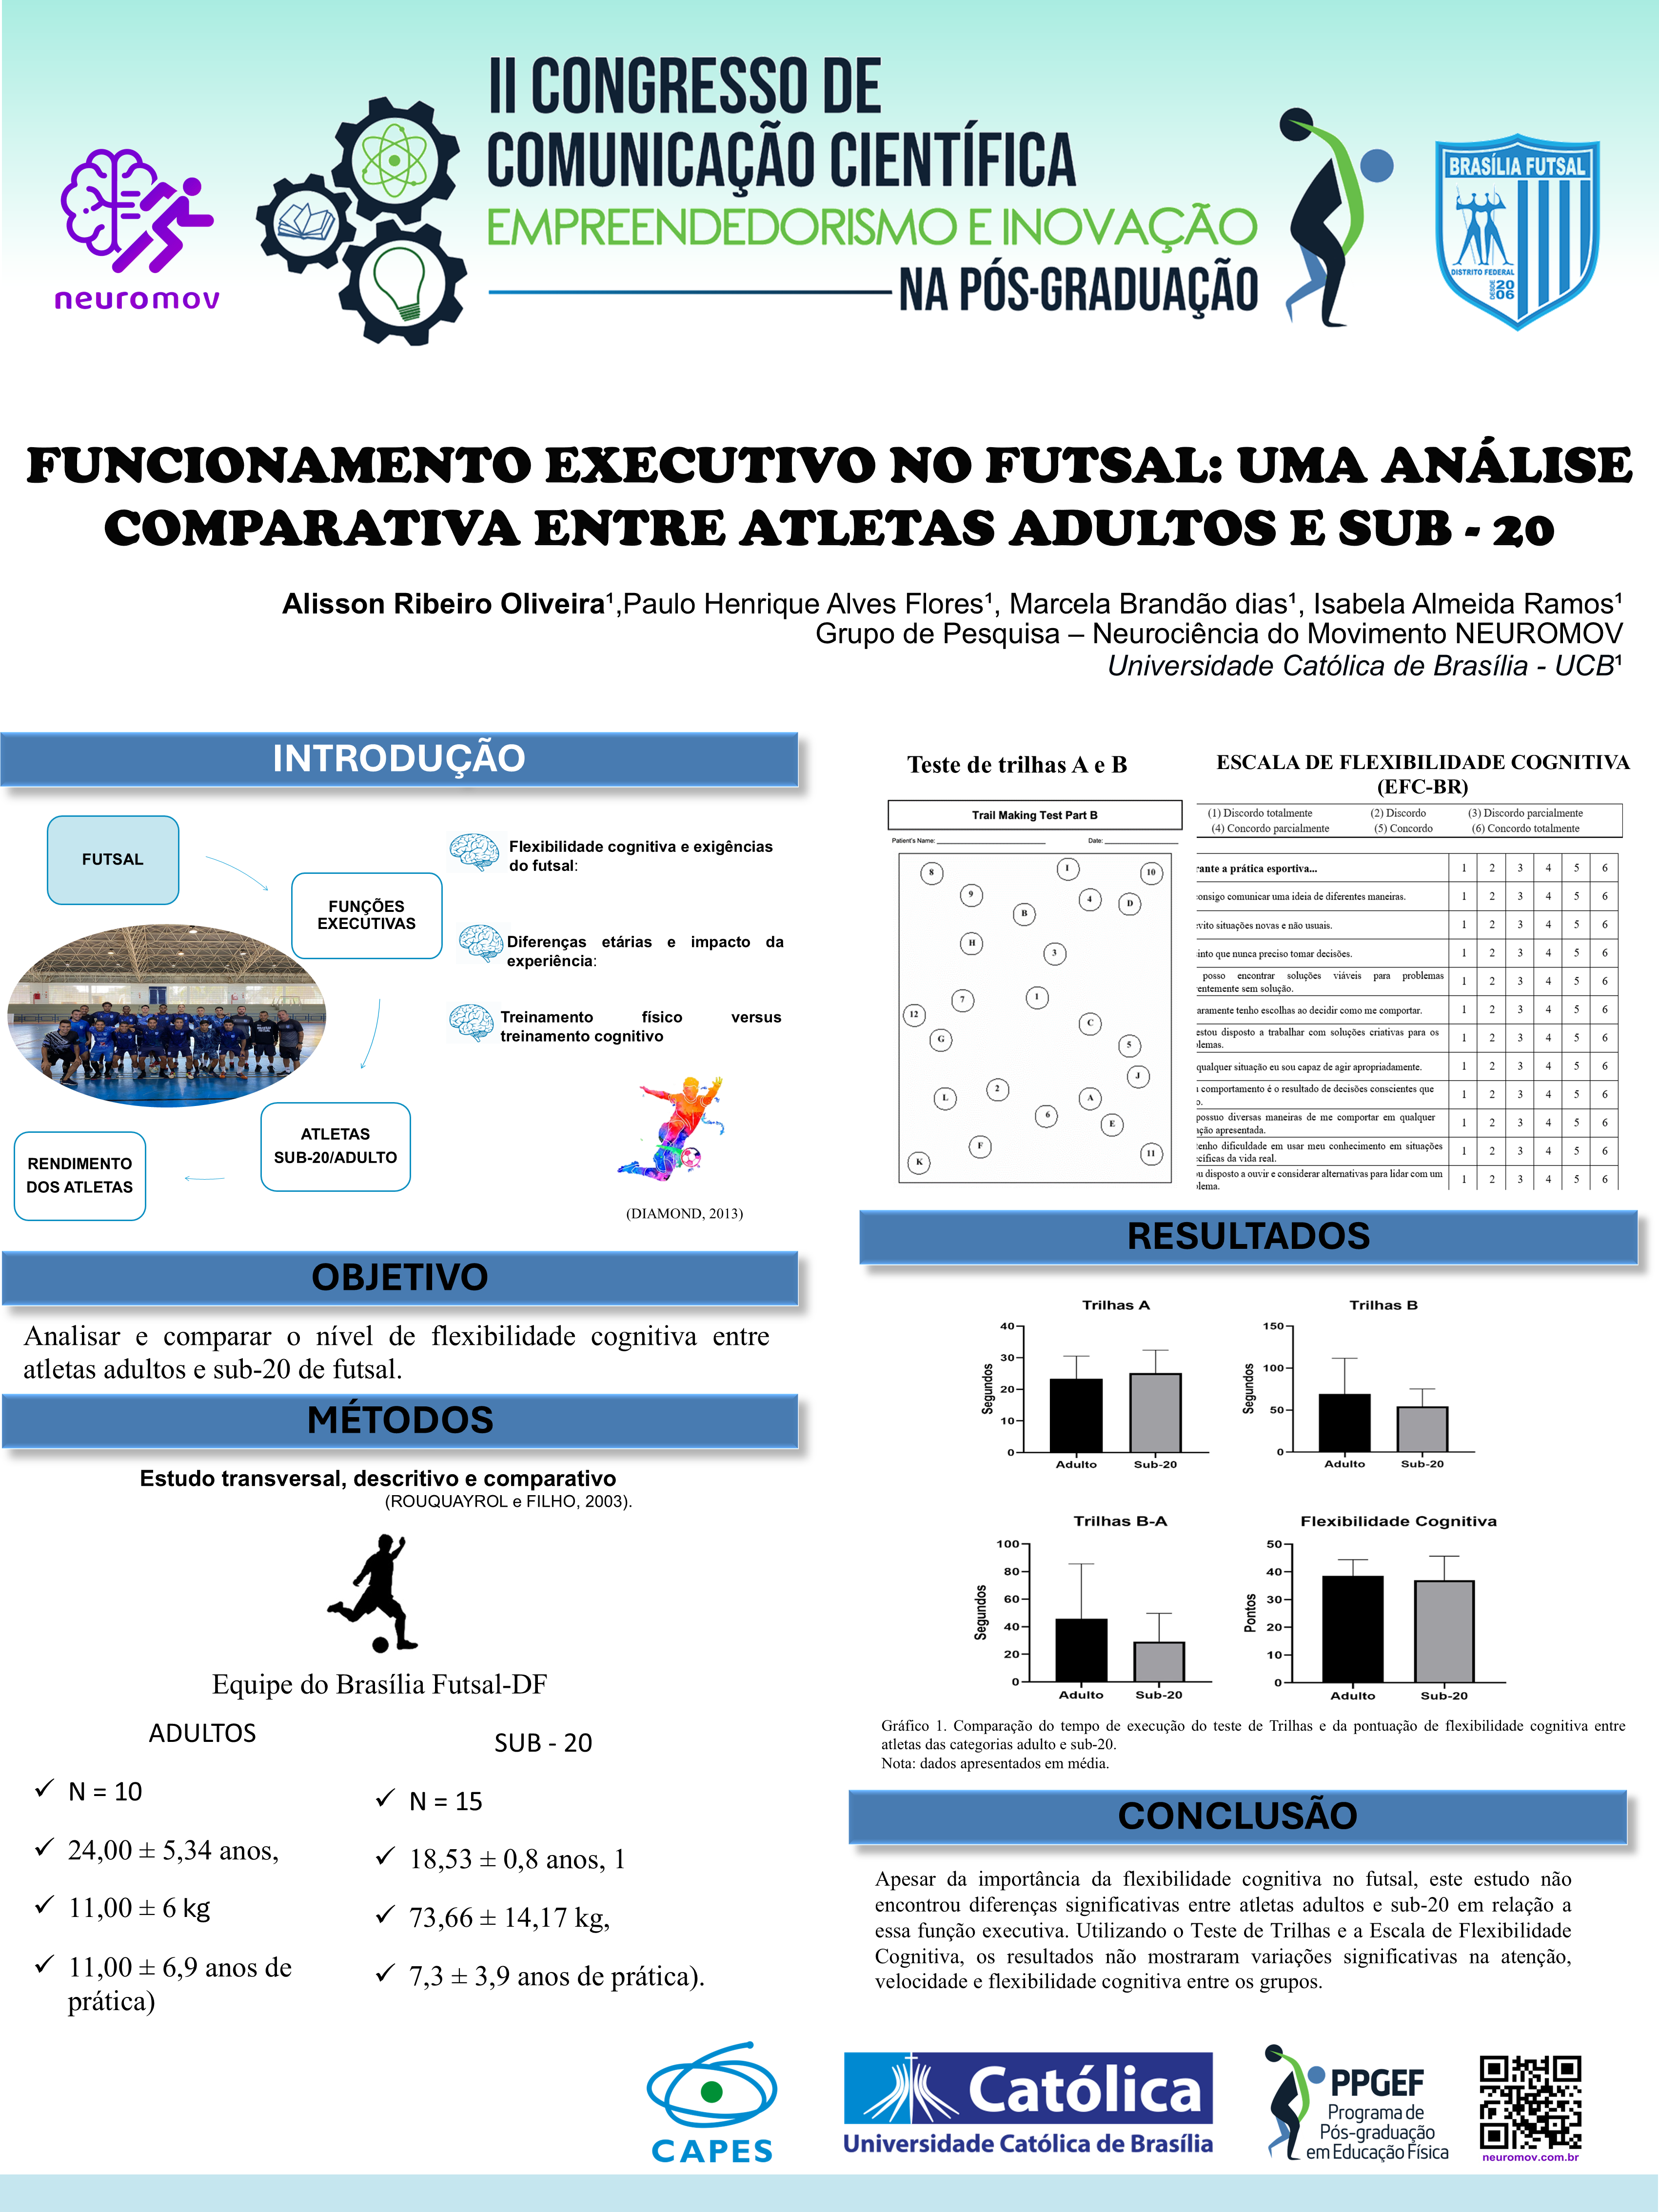 II CONGRESSO DE
COMUNICAÇÃO CIENTÍFICA
EMPREENDEDORISMO E INOVAÇÃO
NA PÓS-GRADUAÇÃO
neuromov
BRASÍLIA FUTSAL
DISTRITO FEDERAL
DESDE 2006
FUNCIONAMENTO EXECUTIVO NO FUTSAL: UMA ANÁLISE
COMPARATIVA ENTRE ATLETAS ADULTOS E SUB - 20
Alisson Ribeiro Oliveira¹,Paulo Henrique Alves Flores¹, Marcela Brandão dias¹, Isabela Almeida Ramos¹
Grupo de Pesquisa – Neurociência do Movimento NEUROMOV
Universidade Católica de Brasília - UCB¹
INTRODUÇÃO
FUTSAL
FUNÇÕES
EXECUTIVAS
ATLETAS
SUB-20/ADULTO
RENDIMENTO
DOS ATLETAS
Flexibilidade cognitiva e exigências
do futsal:
Diferenças etárias e impacto da
experiência:
Treinamento físico versus
treinamento cognitivo
(DIAMOND, 2013)
OBJETIVO
Analisar e comparar o nível de flexibilidade cognitiva entre
atletas adultos e sub-20 de futsal.
MÉTODOS
Estudo transversal, descritivo e comparativo
(ROUQUAYROL e FILHO, 2003).
Equipe do Brasília Futsal-DF
ADULTOS
N = 10
24,00 ± 5,34 anos,
11,00 ± 6 kg
11,00 ± 6,9 anos de
prática)
SUB - 20
N = 15
18,53 ± 0,8 anos, 1
73,66 ± 14,17 kg,
7,3 ± 3,9 anos de prática).
Teste de trilhas A e B
Trail Making Test Part B
Patient's Name: Date:
8 I 10
9 4 D
B
H 3
7 1
12 C
G 5
J
2
L A
6 E
F
K 11
ESCALA DE FLEXIBILIDADE COGNITIVA
(EFC-BR)
(1) Discordo totalmente (2) Discordo (3) Discordo parcialmente
(4) Concordo parcialmente (5) Concordo (6) Concordo totalmente
rante a prática esportiva... 1 2 3 4 5 6
onsigo comunicar uma ideia de diferentes maneiras. 1 2 3 4 5 6
vito situações novas e não usuais. 1 2 3 4 5 6
into que nunca preciso tomar decisões. 1 2 3 4 5 6
posso encontrar soluções viáveis para problemas
rentemente sem solução. 1 2 3 4 5 6
aramente tenho escolhas ao decidir como me comportar. 1 2 3 4 5 6
estou disposto a trabalhar com soluções criativas para os
blemas. 1 2 3 4 5 6
qualquer situação eu sou capaz de agir apropriadamente. 1 2 3 4 5 6
comportamento é o resultado de decisões conscientes que
o. 1 2 3 4 5 6
possuo diversas maneiras de me comportar em qualquer
ação apresentada. 1 2 3 4 5 6
tenho dificuldade em usar meu conhecimento em situações
cíficas da vida real. 1 2 3 4 5 6
u disposto a ouvir e considerar alternativas para lidar com um
blema. 1 2 3 4 5 6
RESULTADOS
Trilhas A
Segundos
40
30
20
10
0
Adulto Sub-20
Trilhas B
Segundos
150
100
50
0
Adulto Sub-20
Trilhas B-A
Segundos
100
80
60
40
20
0
Adulto Sub-20
Flexibilidade Cognitiva
Pontos
50
40
30
20
10
0
Adulto Sub-20
Gráfico 1. Comparação do tempo de execução do teste de Trilhas e da pontuação de flexibilidade cognitiva entre
atletas das categorias adulto e sub-20.
Nota: dados apresentados em média.
CONCLUSÃO
Apesar da importância da flexibilidade cognitiva no futsal, este estudo não
encontrou diferenças significativas entre atletas adultos e sub-20 em relação a
essa função executiva. Utilizando o Teste de Trilhas e a Escala de Flexibilidade
Cognitiva, os resultados não mostraram variações significativas na atenção,
velocidade e flexibilidade cognitiva entre os grupos.
CAPES
Católica
Universidade Católica de Brasília
PPGEF
Programa de
Pós-graduação
em Educação Física
neuromov.com.br